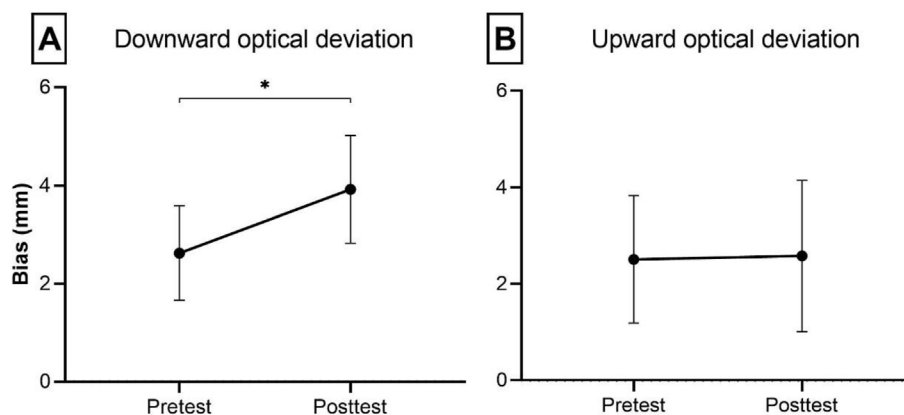 A Downward optical deviation
B Upward optical deviation
*
6
4
2
0
Bias (mm)
Pretest
Posttest
6
4
2
0
Pretest
Posttest